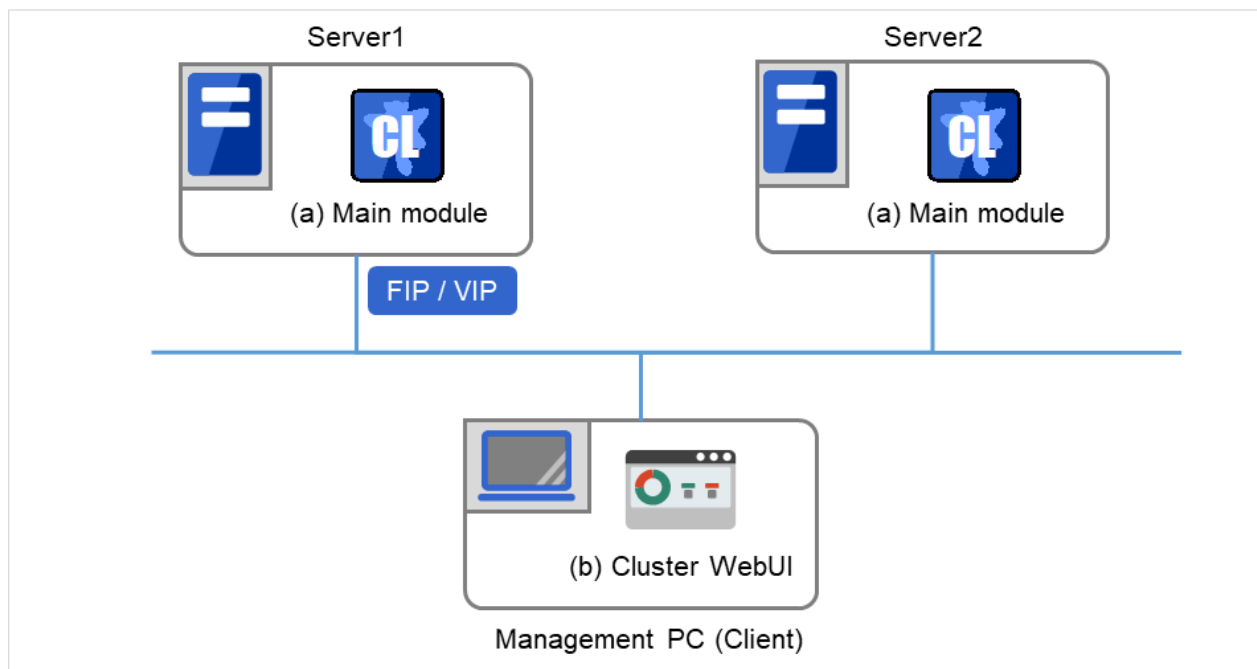 Server1
Server2
CL
(a) Main module
CL
(a) Main module
FIP / VIP
(b) Cluster WebUI
Management PC (Client)